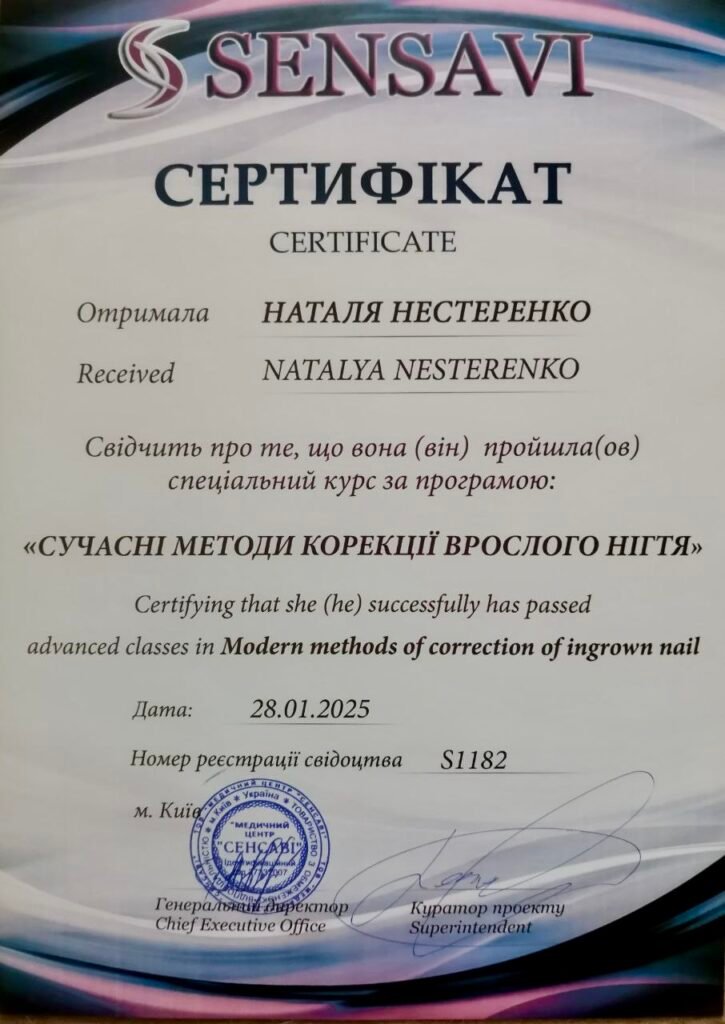 SENSAVI
СЕРТИФІКАТ
CERTIFICATE
Отримала НАТАЛЯ НЕСТЕРЕНКО
Received NATALYA NESTERENKO
Свідчить про те, що вона (він) пройшла(ов)
спеціальний курс за програмою:
«СУЧАСНІ МЕТОДИ КОРЕКЦІЇ ВРОСЛОГО НІГТЯ»
Certifying that she (he) successfully has passed
advanced classes in Modern methods of correction of ingrown nail
Дата: 28.01.2025
Номер реєстрації свідоцтва S1182
м. Київ
м. Київ ✱ Україна ✱
"МЕДИЧНИЙ
ЦЕНТР
"СЕНСАВІ"
Генеральний директор
Chief Executive Office
Куратор проекту
Superintendent